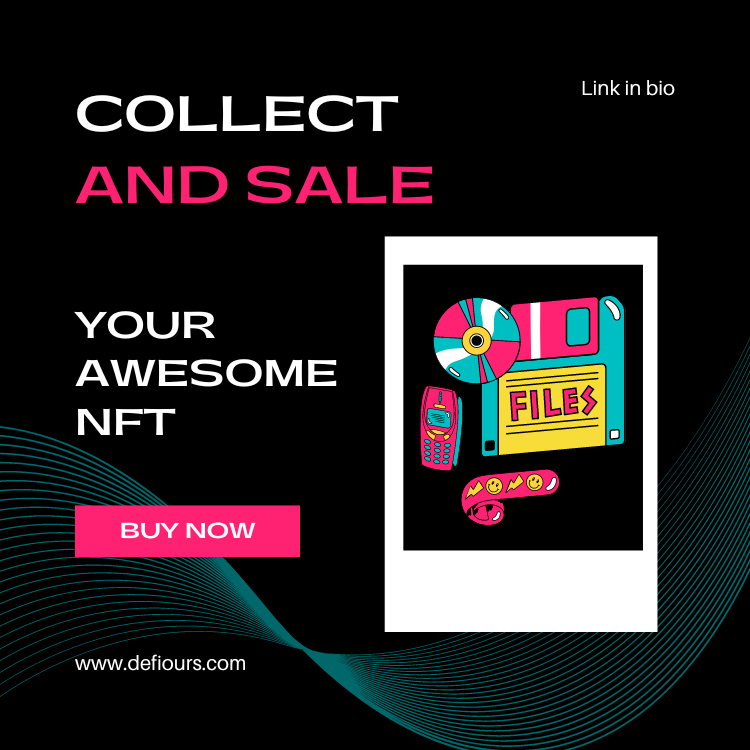 COLLECT
AND SALE
Link in bio
YOUR
AWESOME
NFT
FILES
BUY NOW
www.defiours.com